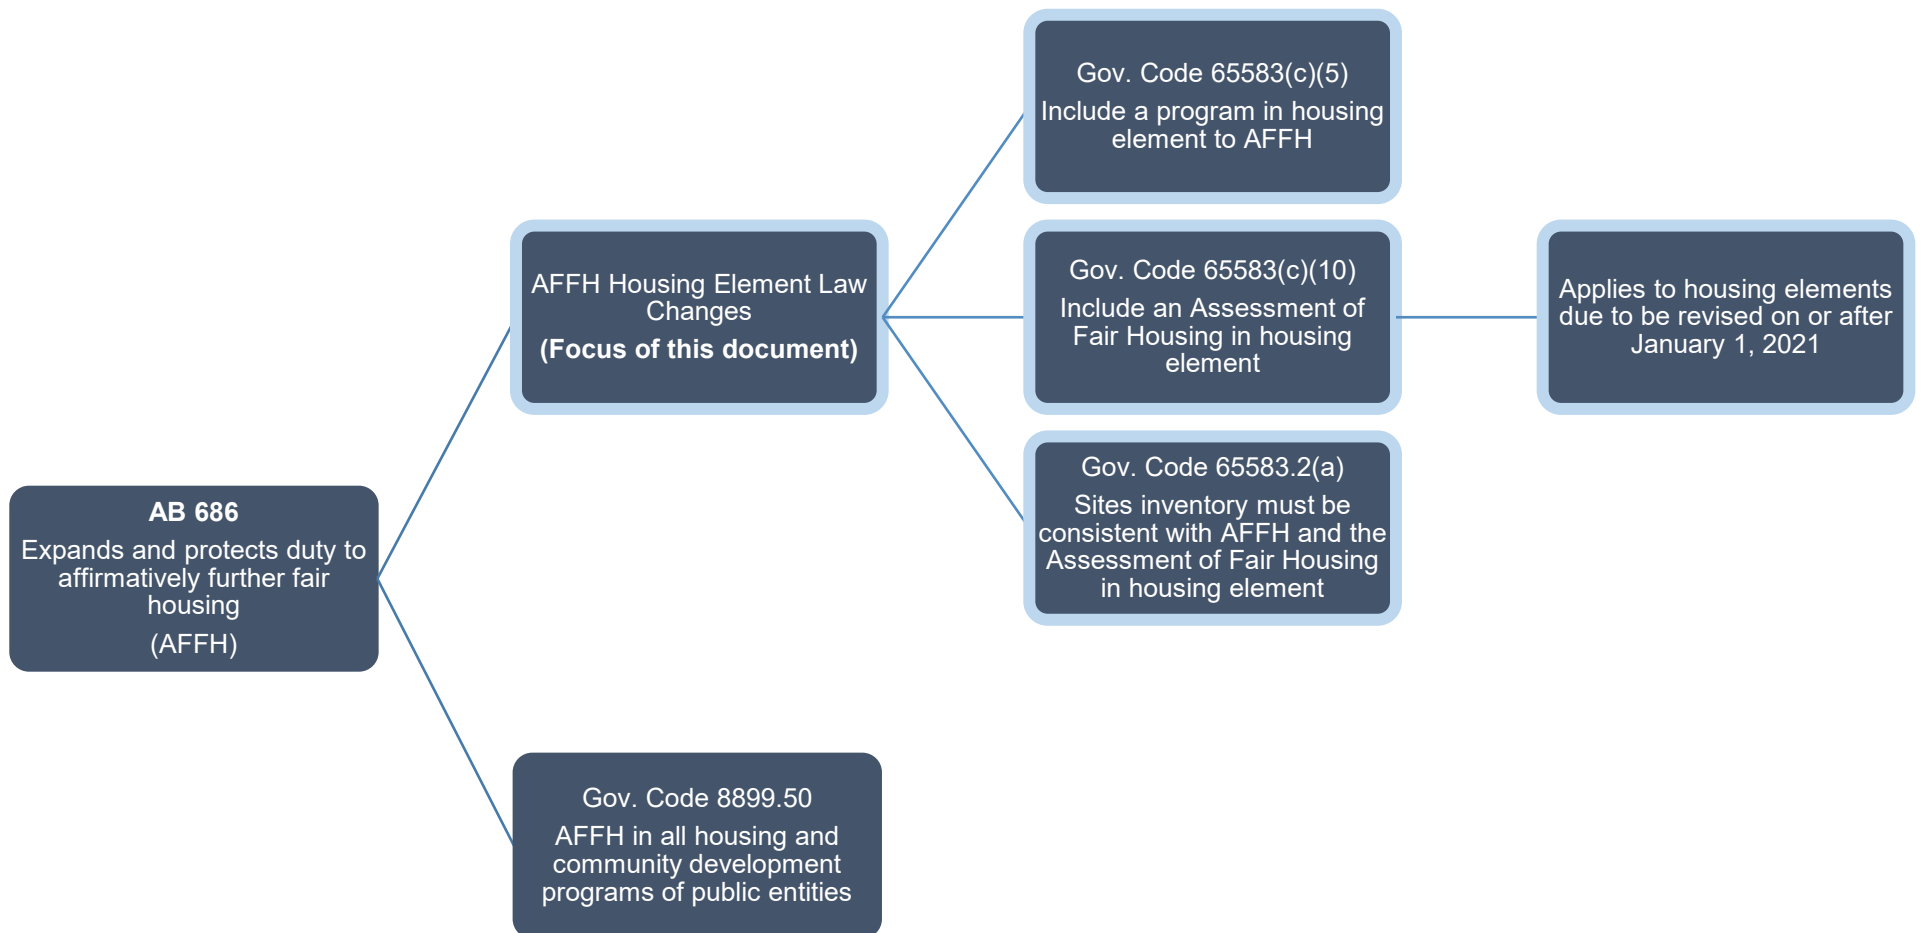 AB 686
Expands and protects duty to
affirmatively further fair
housing
(AFFH)
AFFH Housing Element Law
Changes
(Focus of this document)
Gov. Code 65583(c)(5)
Include a program in housing
element to AFFH
Gov. Code 65583(c)(10)
Include an Assessment of
Fair Housing in housing
element
Applies to housing elements
due to be revised on or after
January 1, 2021
Gov. Code 65583.2(a)
Sites inventory must be
consistent with AFFH and the
Assessment of Fair Housing
in housing element
Gov. Code 8899.50
AFFH in all housing and
community development
programs of public entities